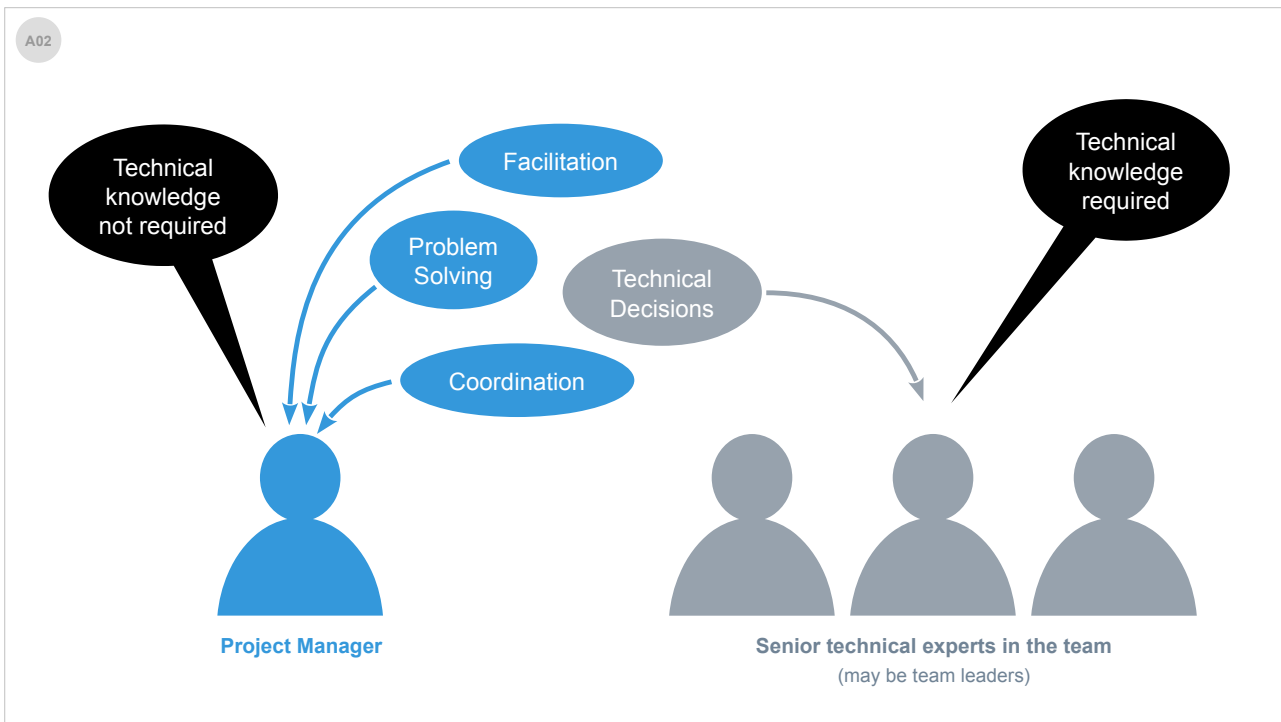 A02
Technical
knowledge
not required
Facilitation
Problem
Solving
Coordination
Technical
Decisions
Technical
knowledge
required
Project Manager
Senior technical experts in the team
(may be team leaders)